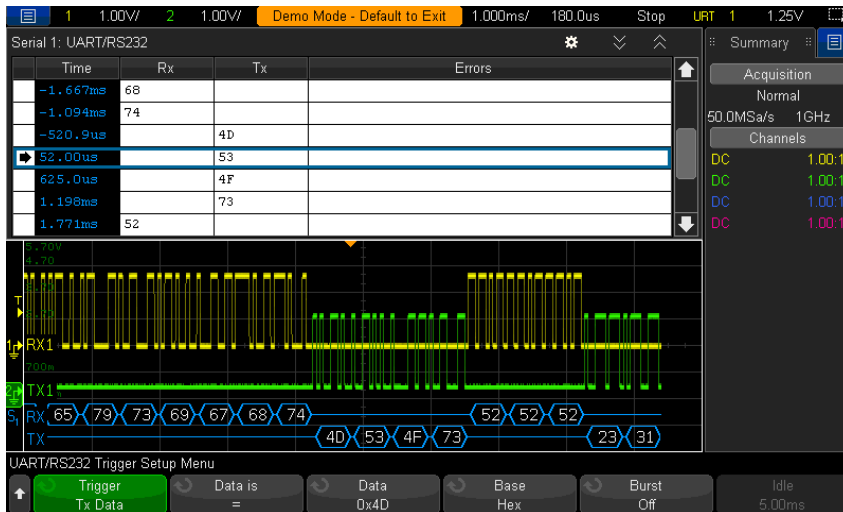 1 1.00V/ 2 1.00V/ Demo Mode - Default to Exit 1.000ms/ 180.0us Stop URT 1 1.25V
Serial 1: UART/RS232
Summary
Time Rx Tx Errors
-1.667ms 68
-1.094ms 74
-520.9us 4D
52.00us 53
625.0us 4F
1.198ms 73
1.771ms 52
Acquisition
Normal
50.0MSa/s 1GHz
Channels
DC 1.00:1
DC 1.00:1
DC 1.00:1
DC 1.00:1
5.70V
4.70
T
1 RX1
700m
2 TX1
S1 RX 65 79 73 69 67 68 74 52 52 52
TX 4D 53 4F 73 23 31
UART/RS232 Trigger Setup Menu
Trigger Data is Data Base Burst Idle
Tx Data = 0x4D Hex Off 5.00ms